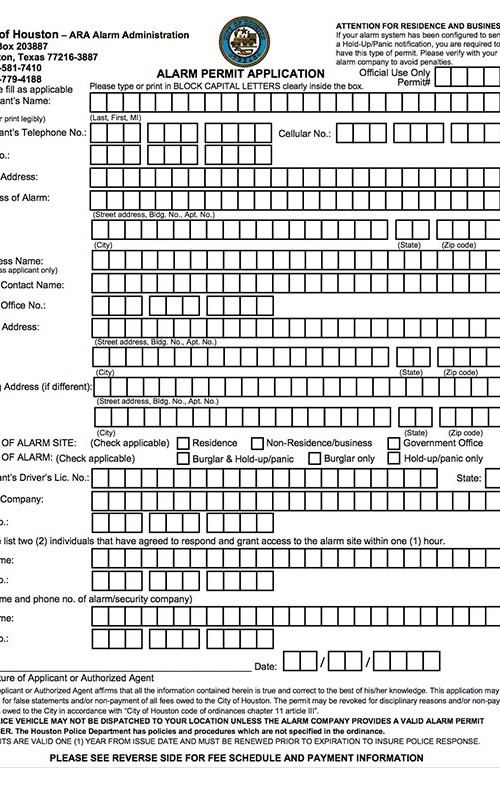 of Houston – ARA Alarm Administration
Box 203887
ton, Texas 77216-3887
-581-7410
-779-4188
ATTENTION FOR RESIDENCE AND BUSINES
If your alarm system has been configured to sen
a Hold-Up/Panic notification, you are required to
have this type of permit. Please verify with your
alarm company to avoid penalties.
ALARM PERMIT APPLICATION
Official Use Only
Permit#
e fill as applicable
Please type or print in BLOCK CAPITAL LETTERS clearly inside the box.
ant's Name:
or print legibly)
(Last, First, MI)
ant's Telephone No.:
Cellular No.:
o.:
Address:
ss of Alarm:
(Street address, Bldg. No., Apt. No.)
(City)
(State)
(Zip code)
ess Name:
ss applicant only)
Contact Name:
Office No.:
Address:
(Street address, Bldg. No., Apt. No.)
(City)
(State)
(Zip code)
g Address (if different):
(Street address, Bldg. No., Apt. No.)
(City)
(State)
(Zip code)
OF ALARM SITE: (Check applicable)
Residence
Non-Residence/business
Government Office
OF ALARM: (Check applicable)
Burglar & Hold-up/panic
Burglar only
Hold-up/panic only
ant's Driver's Lic. No.:
State:
Company:
o.:
e list two (2) individuals that have agreed to respond and grant access to the alarm site within one (1) hour.
me:
o.:
me and phone no. of alarm/security company)
me:
o.:
Date: / /
ture of Applicant or Authorized Agent
plicant or Authorized Agent affirms that all the information contained herein is true and correct to the best of his/her knowledge. This application may
for false statements and/or non-payment of all fees owed to the City of Houston. The permit may be revoked for disciplinary reasons and/or non-pay
s owed to the City in accordance with "City of Houston code of ordinances chapter 11 article III".
ICE VEHICLE MAY NOT BE DISPATCHED TO YOUR LOCATION UNLESS THE ALARM COMPANY PROVIDES A VALID ALARM PERMIT
BER. The Houston Police Department has policies and procedures which are not specified in the ordinance.
ITS ARE VALID ONE (1) YEAR FROM ISSUE DATE AND MUST BE RENEWED PRIOR TO EXPIRATION TO INSURE POLICE RESPONSE.
PLEASE SEE REVERSE SIDE FOR FEE SCHEDULE AND PAYMENT INFORMATION